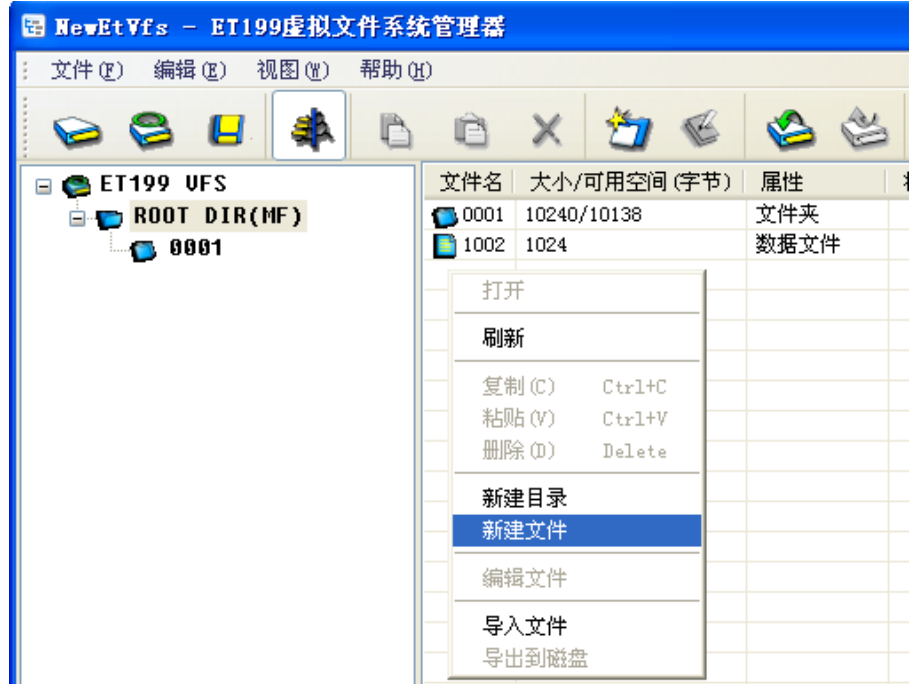 NewEtVfs - ET199虚拟文件系统管理器
文件(F) 编辑(E) 视图(W) 帮助(H)
ET199 VFS
ROOT DIR(MF)
0001
文件名 大小/可用空间(字节) 属性
0001 10240/10138 文件夹
1002 1024 数据文件
打开
刷新
复制(C) Ctrl+C
粘贴(V) Ctrl+V
删除(D) Delete
新建目录
新建文件
编辑文件
导入文件
导出到磁盘